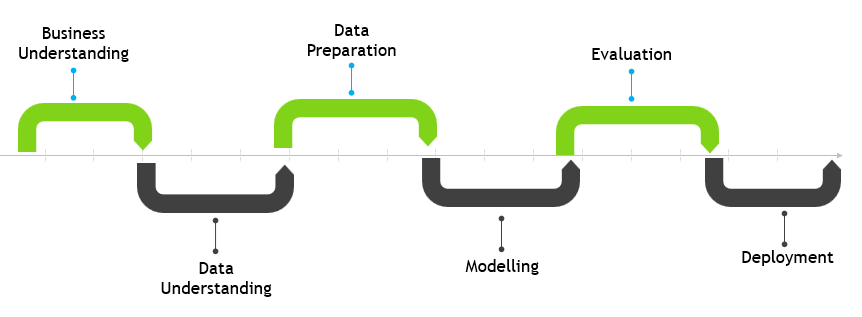 Business
Understanding
Data
Understanding
Data
Preparation
Modelling
Evaluation
Deployment